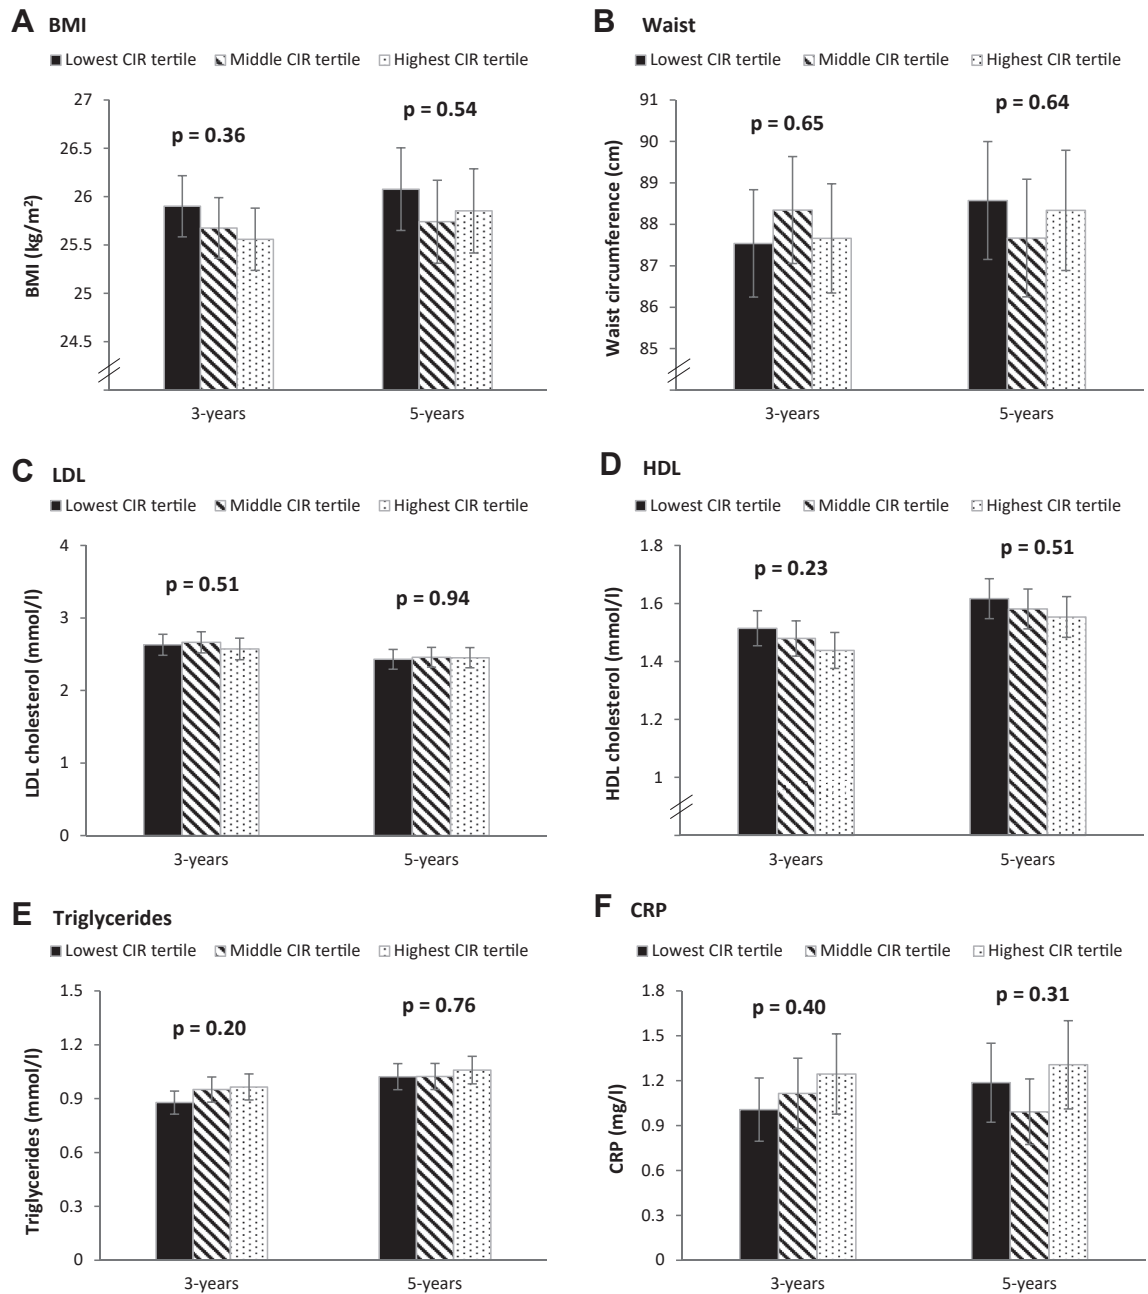 A BMI
Lowest CIR tertile Middle CIR tertile Highest CIR tertile
27
26.5
26
25.5
25
24.5
BMI (kg/m²)
p = 0.36
p = 0.54
3-years 5-years
B Waist
Lowest CIR tertile Middle CIR tertile Highest CIR tertile
91
90
89
88
87
86
85
Waist circumference (cm)
p = 0.65
p = 0.64
3-years 5-years
C LDL
Lowest CIR tertile Middle CIR tertile Highest CIR tertile
4
3
2
1
0
LDL cholesterol (mmol/l)
p = 0.51
p = 0.94
3-years 5-years
D HDL
Lowest CIR tertile Middle CIR tertile Highest CIR tertile
1.8
1.6
1.4
1.2
1
HDL cholesterol (mmol/l)
p = 0.23
p = 0.51
3-years 5-years
E Triglycerides
Lowest CIR tertile Middle CIR tertile Highest CIR tertile
1.5
1.2
0.9
0.6
0.3
0
Triglycerides (mmol/l)
p = 0.20
p = 0.76
3-years 5-years
F CRP
Lowest CIR tertile Middle CIR tertile Highest CIR tertile
1.8
1.5
1.2
0.9
0.6
0.3
0
CRP (mg/l)
p = 0.40
p = 0.31
3-years 5-years